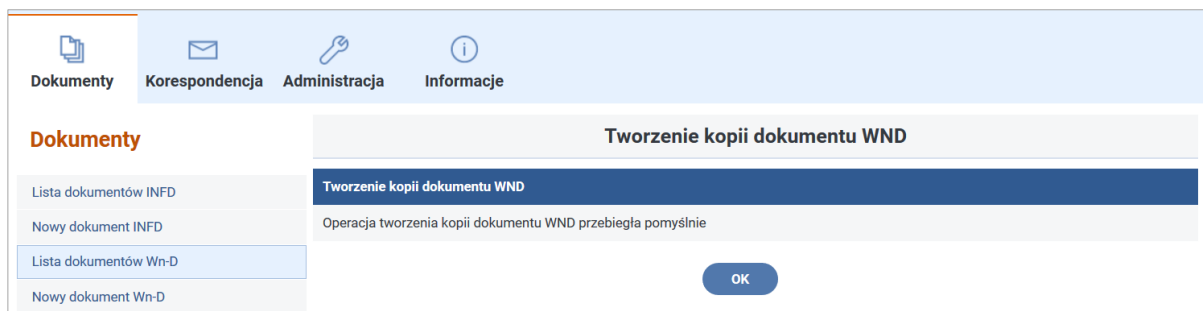 Dokumenty
Korespondencja
Administracja
Informacje
Dokumenty
Lista dokumentów INFD
Nowy dokument INFD
Lista dokumentów Wn-D
Nowy dokument Wn-D
Tworzenie kopii dokumentu WND
Tworzenie kopii dokumentu WND
Operacja tworzenia kopii dokumentu WND przebiegła pomyślnie
OK